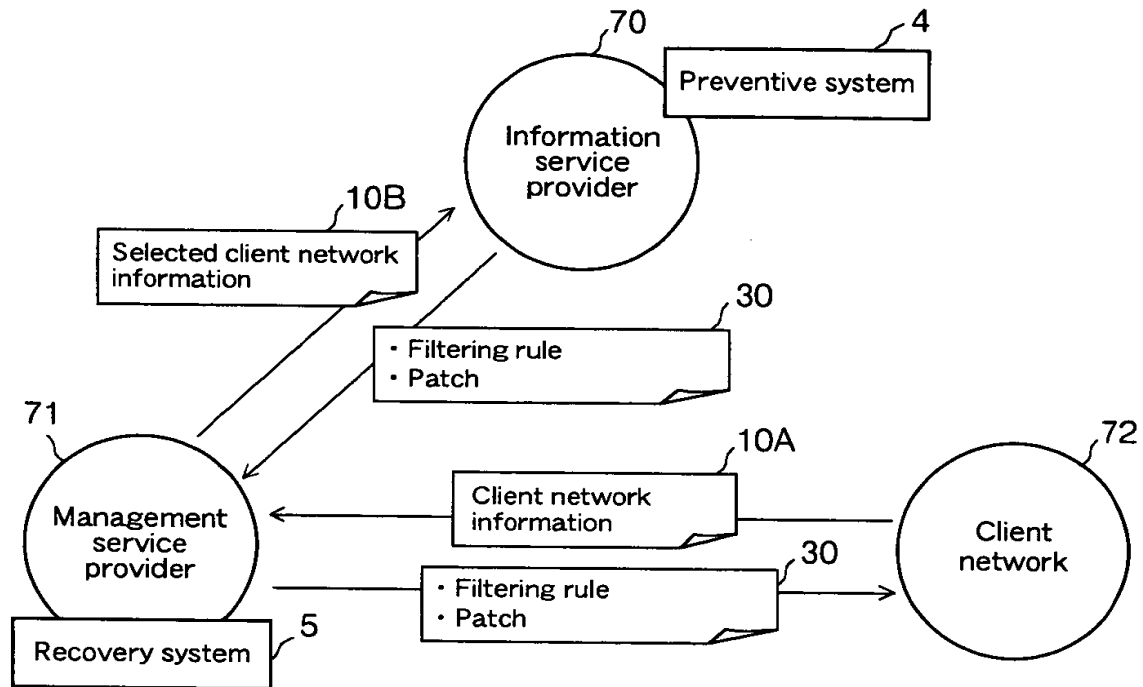 70
4
Preventive system
Information
service
provider
10B
Selected client network
information
30
・Filtering rule
・Patch
71
10A
72
Client network
information
Management
service
provider
Client
network
30
・Filtering rule
・Patch
5
Recovery system